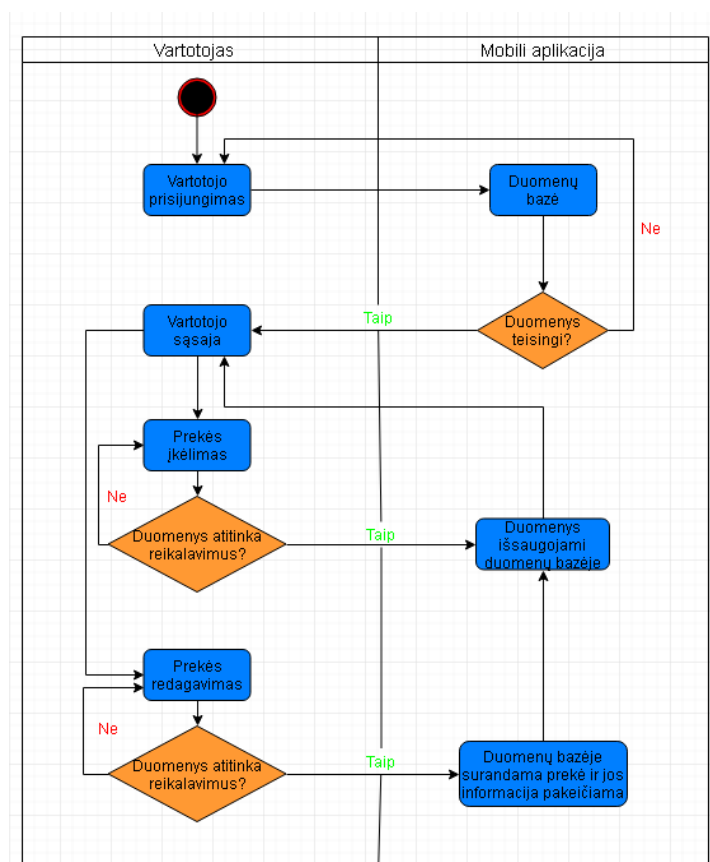 Vartotojas
Mobili aplikacija
Vartotojo
prisijungimas
Duomenų
bazė
Ne
Vartotojo
sąsaja
Taip
Duomenys
teisingi?
Prekės
įkėlimas
Ne
Duomenys atitinka
reikalavimus?
Taip
Duomenys
išsaugojami
duomenų bazėje
Prekės
redagavimas
Ne
Duomenys atitinka
reikalavimus?
Taip
Duomenų bazėje
surandama prekė ir jos
informacija pakeičiama